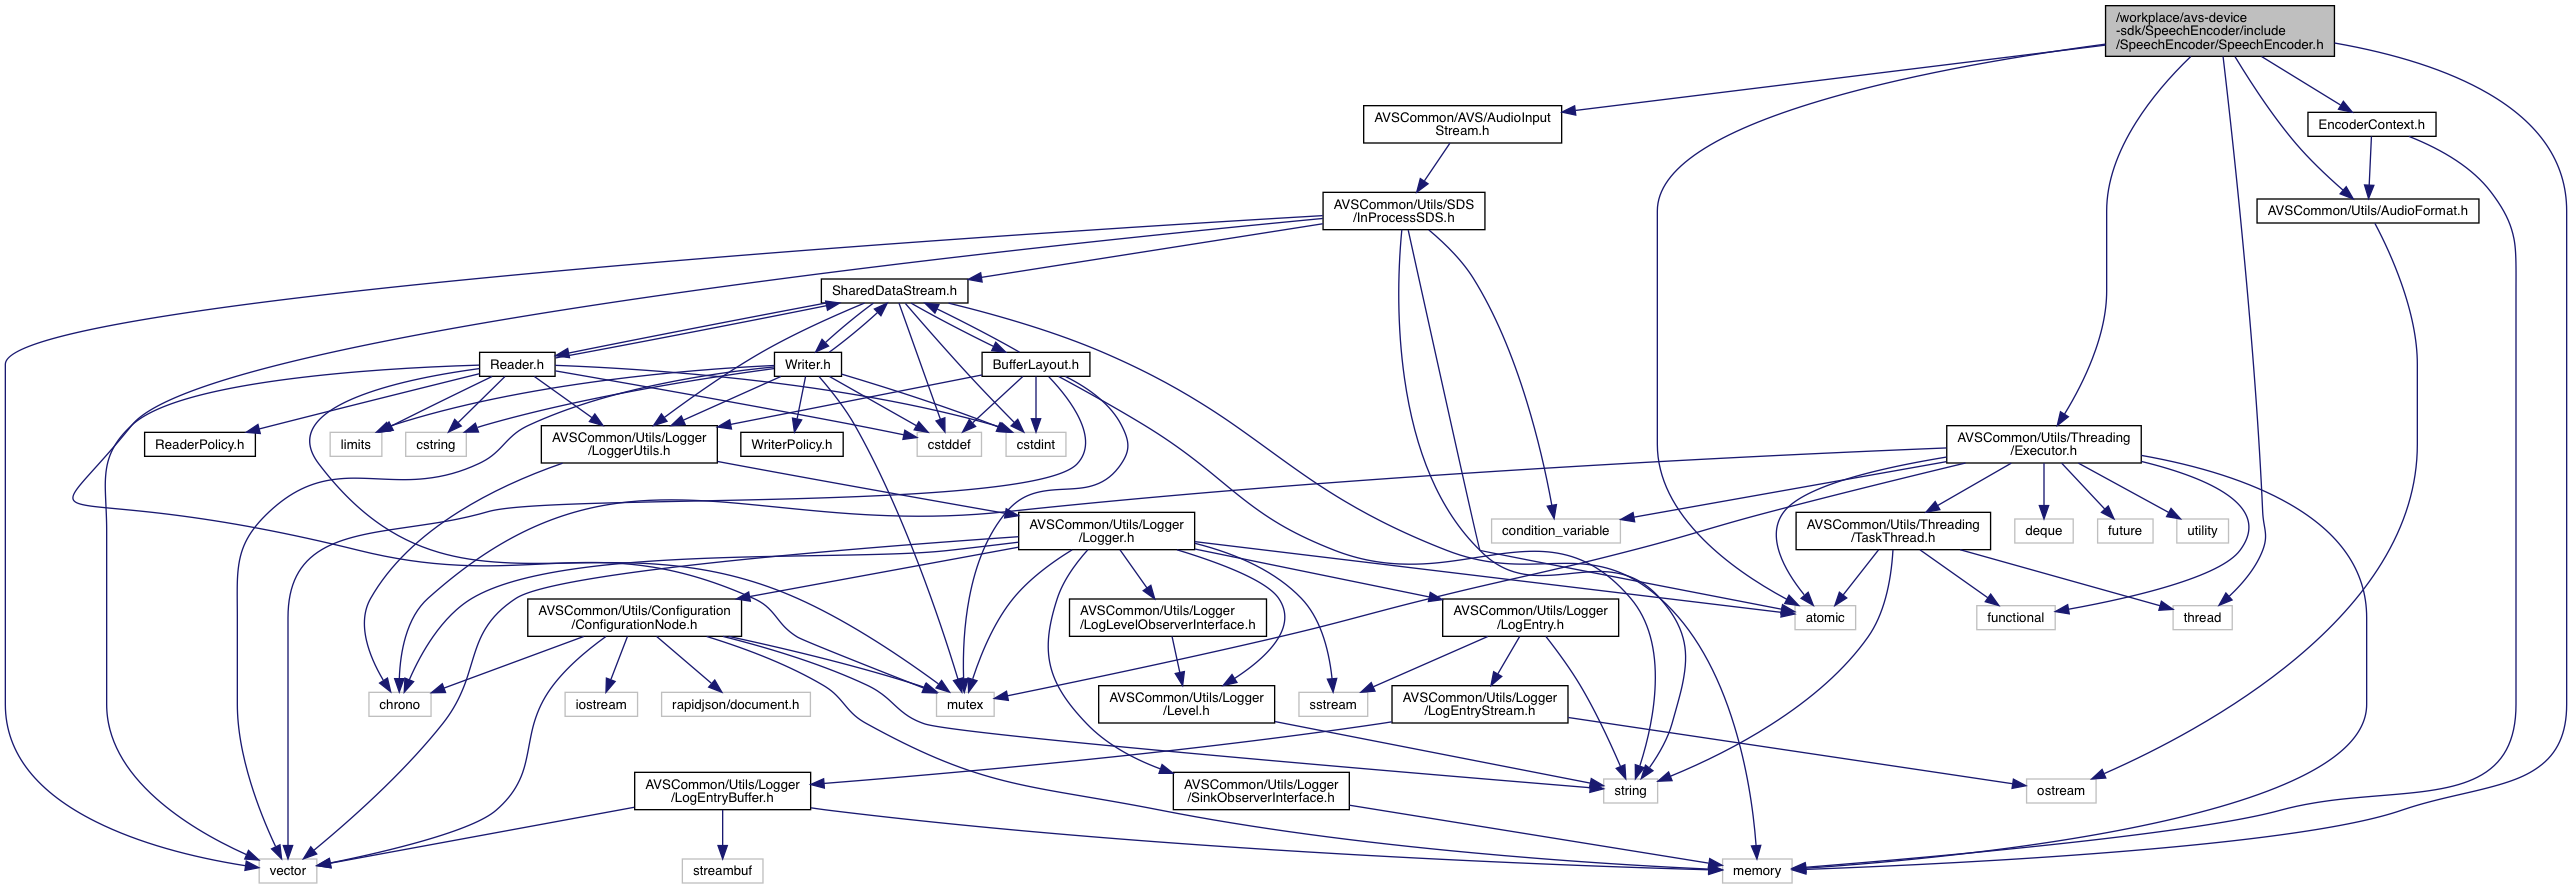 /workplace/avs-device
-sdk/SpeechEncoder/include
/SpeechEncoder/SpeechEncoder.h
AVSCommon/AVS/AudioInput
Stream.h
EncoderContext.h
AVSCommon/Utils/SDS
/InProcessSDS.h
AVSCommon/Utils/AudioFormat.h
SharedDataStream.h
Reader.h
Writer.h
BufferLayout.h
ReaderPolicy.h
limits
cstring
AVSCommon/Utils/Logger
/LoggerUtils.h
WriterPolicy.h
cstddef
cstdint
AVSCommon/Utils/Threading
/Executor.h
AVSCommon/Utils/Logger
/Logger.h
condition_variable
AVSCommon/Utils/Threading
/TaskThread.h
deque
future
utility
AVSCommon/Utils/Configuration
/ConfigurationNode.h
AVSCommon/Utils/Logger
/LogLevelObserverInterface.h
AVSCommon/Utils/Logger
/LogEntry.h
atomic
functional
thread
chrono
iostream
rapidjson/document.h
mutex
AVSCommon/Utils/Logger
/Level.h
sstream
AVSCommon/Utils/Logger
/LogEntryStream.h
AVSCommon/Utils/Logger
/LogEntryBuffer.h
AVSCommon/Utils/Logger
/SinkObserverInterface.h
string
ostream
vector
streambuf
memory